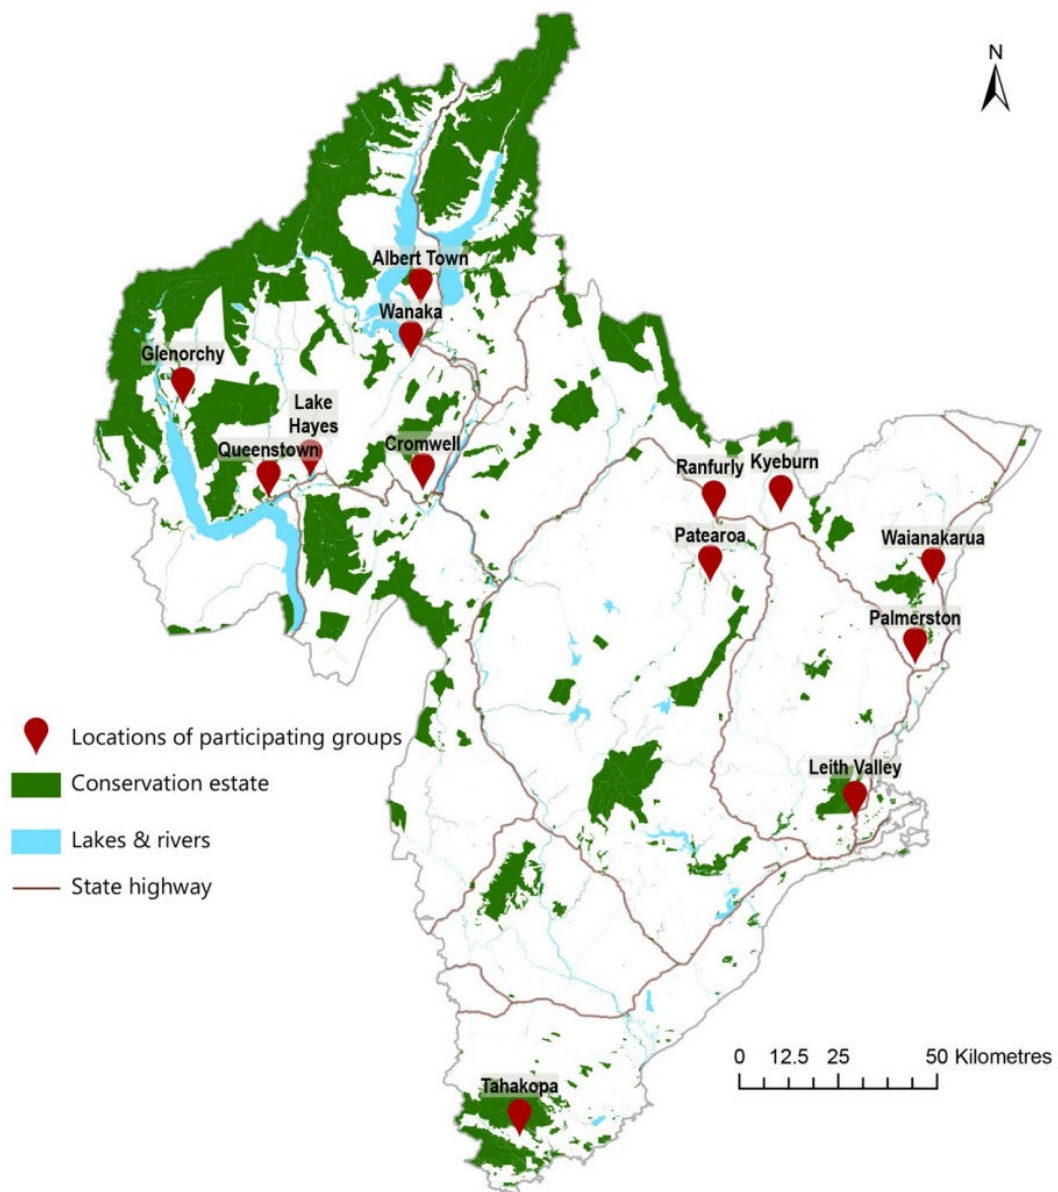 N
Albert Town
Wanaka
Glenorchy
Lake
Hayes
Queenstown
Cromwell
Ranfurly
Kyeburn
Patearoa
Waianakarua
Palmerston
Locations of participating groups
Conservation estate
Lakes & rivers
State highway
Leith Valley
0 12.5 25 50 Kilometres
Tahakopa